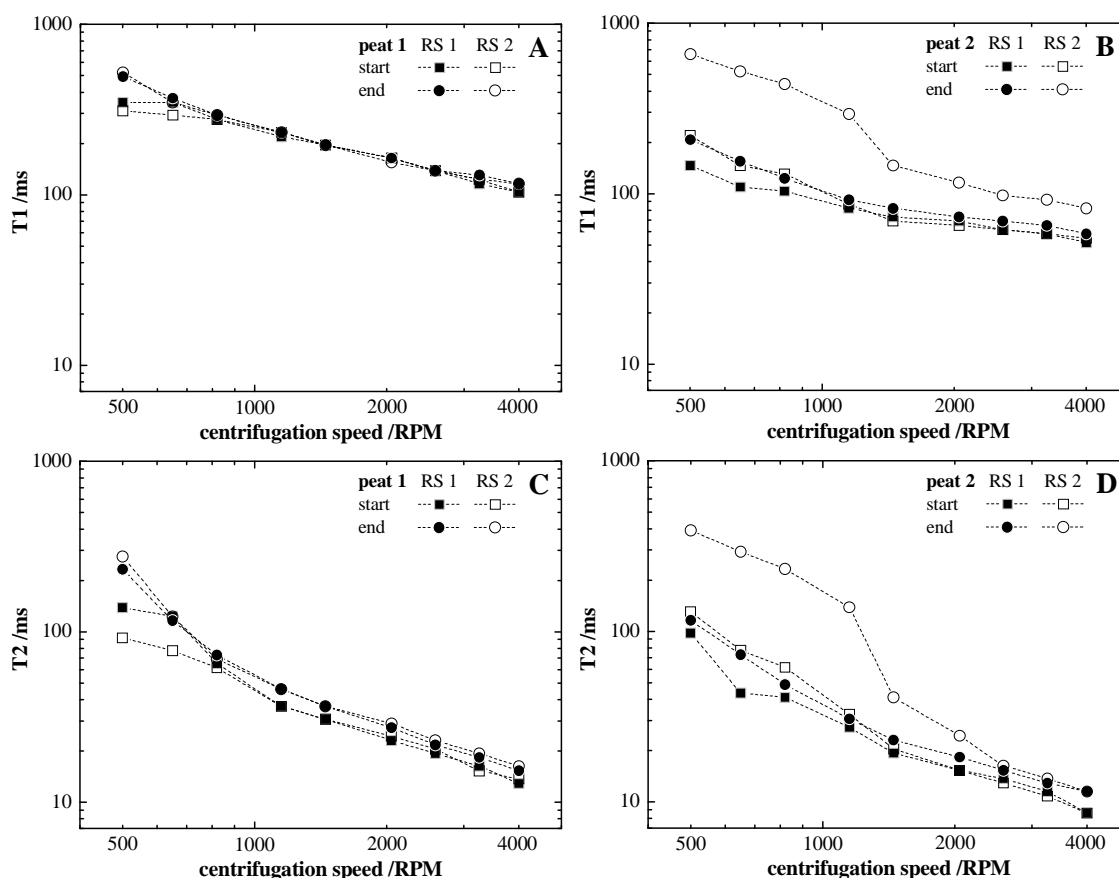 1000
100
10
T1 /ms
peat 1 RS 1 RS 2
start
end
A
500 1000 2000 4000
centrifugation speed /RPM
1000
100
10
T1 /ms
peat 2 RS 1 RS 2
start
end
B
500 1000 2000 4000
centrifugation speed /RPM
1000
100
10
T2 /ms
peat 1 RS 1 RS 2
start
end
C
500 1000 2000 4000
centrifugation speed /RPM
1000
100
10
T2 /ms
peat 2 RS 1 RS 2
start
end
D
500 1000 2000 4000
centrifugation speed /RPM